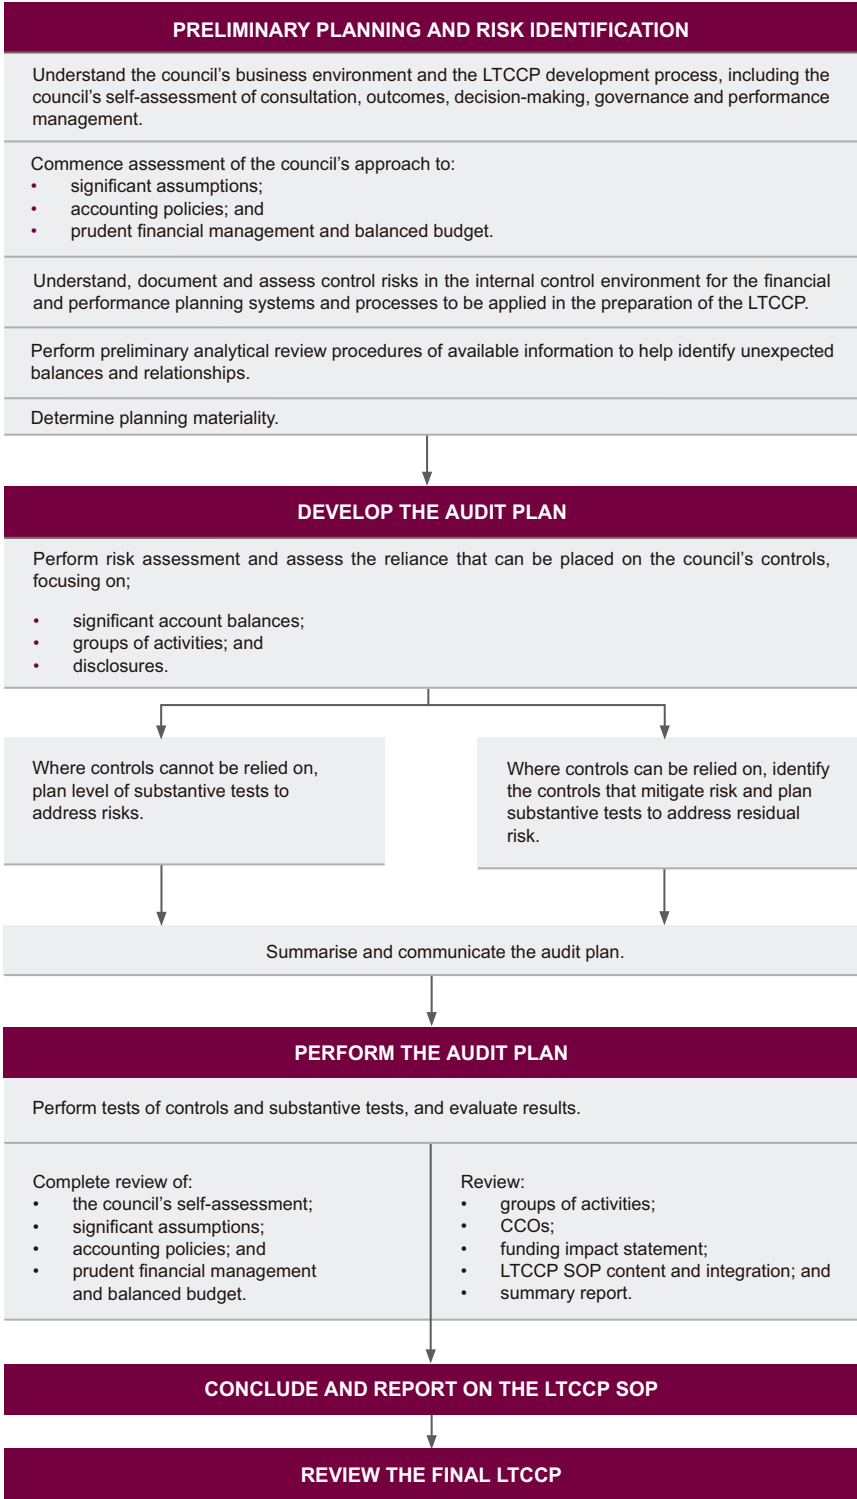 PRELIMINARY PLANNING AND RISK IDENTIFICATION
Understand the council's business environment and the LTCCP development process, including the
council's self-assessment of consultation, outcomes, decision-making, governance and performance
management.
Commence assessment of the council's approach to:
• significant assumptions;
• accounting policies; and
• prudent financial management and balanced budget.
Understand, document and assess control risks in the internal control environment for the financial
and performance planning systems and processes to be applied in the preparation of the LTCCP.
Perform preliminary analytical review procedures of available information to help identify unexpected
balances and relationships.
Determine planning materiality.
DEVELOP THE AUDIT PLAN
Perform risk assessment and assess the reliance that can be placed on the council's controls,
focusing on;
• significant account balances;
• groups of activities; and
• disclosures.
Where controls cannot be relied on,
plan level of substantive tests to
address risks.
Where controls can be relied on, identify
the controls that mitigate risk and plan
substantive tests to address residual
risk.
Summarise and communicate the audit plan.
PERFORM THE AUDIT PLAN
Perform tests of controls and substantive tests, and evaluate results.
Complete review of:
• the council's self-assessment;
• significant assumptions;
• accounting policies; and
• prudent financial management
and balanced budget.
Review:
• groups of activities;
• CCOs;
• funding impact statement;
• LTCCP SOP content and integration; and
• summary report.
CONCLUDE AND REPORT ON THE LTCCP SOP
REVIEW THE FINAL LTCCP